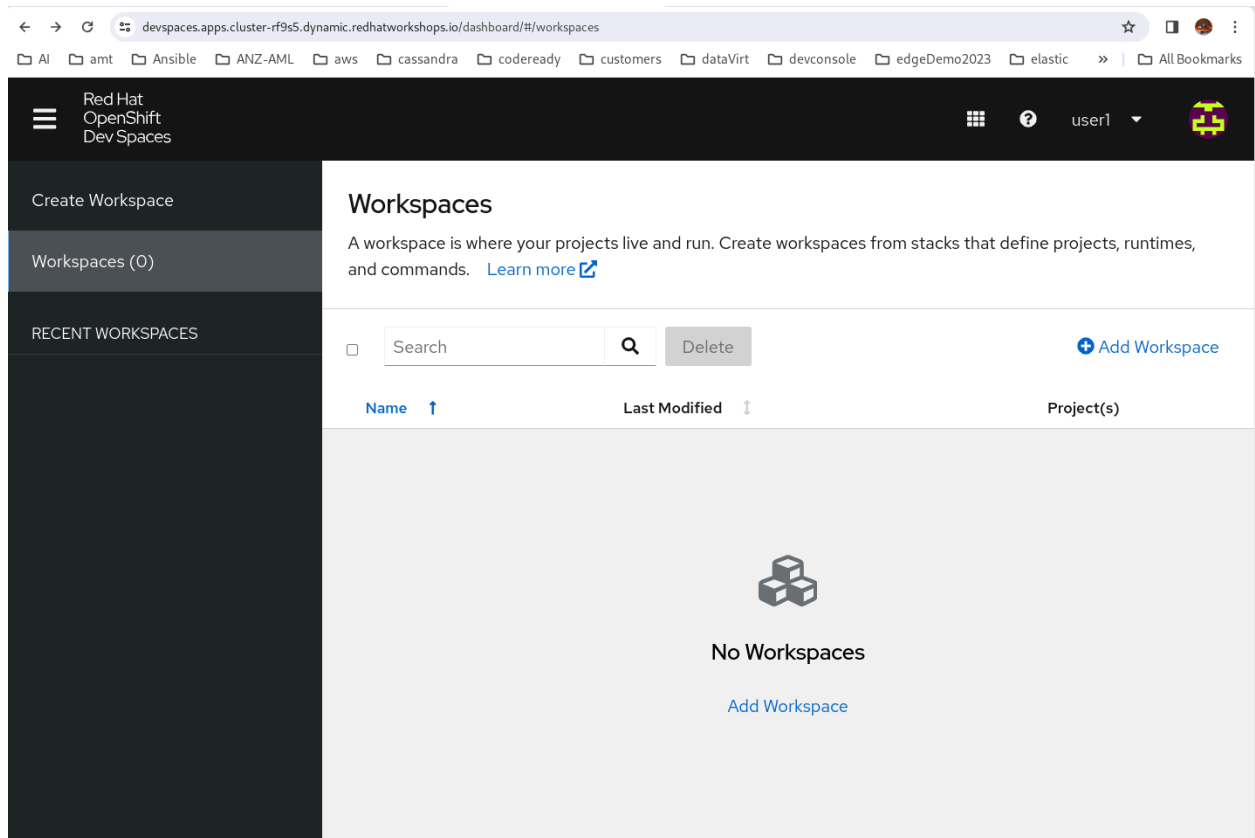 devspaces.apps.cluster-rf9s5.dynamic.redhatworkshops.io/dashboard/#/workspaces
AI amt Ansible ANZ-AML aws cassandra codeready customers dataVirt devconsole edgeDemo2023 elastic » All Bookmarks
Red Hat
OpenShift
Dev Spaces
user1
Create Workspace
Workspaces (0)
RECENT WORKSPACES
Workspaces
A workspace is where your projects live and run. Create workspaces from stacks that define projects, runtimes,
and commands. Learn more
Search Delete Add Workspace
Name Last Modified Project(s)
No Workspaces
Add Workspace